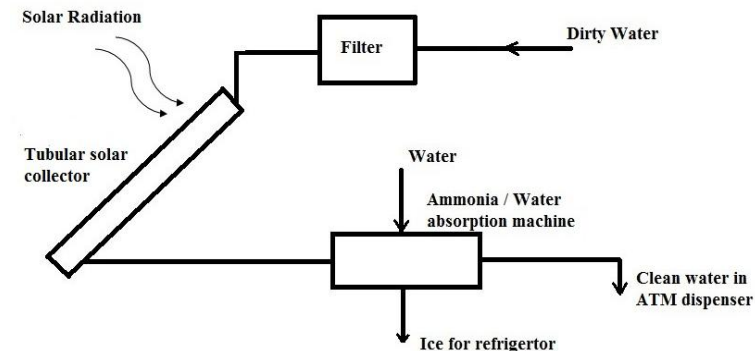 Solar Radiation
Filter
Dirty Water
Tubular solar
collector
Water
Ammonia / Water
absorption machine
Clean water in
ATM dispenser
Ice for refrigertor